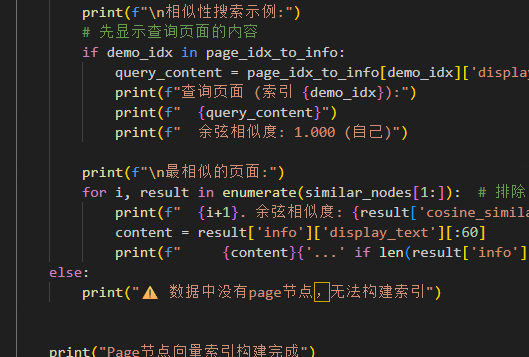 print(f"\n相似性搜索示例:")
# 先显示查询页面的内容
if demo_idx in page_idx_to_info:
query_content = page_idx_to_info[demo_idx]['display
print(f"查询页面 (索引 {demo_idx}):")
print(f"  {query_content}")
print(f"  余弦相似度: 1.000 (自己)")
print(f"\n最相似的页面:")
for i, result in enumerate(similar_nodes[1:]):  # 排除
print(f"  {i+1}. 余弦相似度: {result['cosine_simila
content = result['info']['display_text'][:60]
print(f"     {content}{'...' if len(result['info']
else:
print("⚠️ 数据中没有page节点，无法构建索引")
print("Page节点向量索引构建完成")